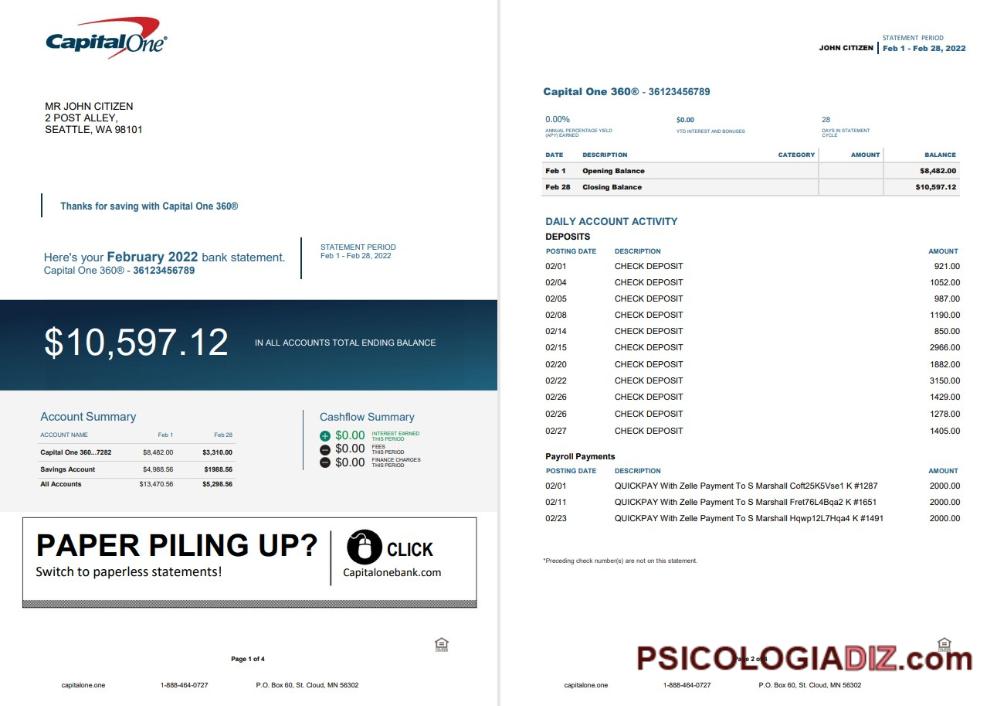 CapitalOne®
MR JOHN CITIZEN
2 POST ALLEY,
SEATTLE, WA 98101
Thanks for saving with Capital One 360®
Here's your February 2022 bank statement.
Capital One 360® - 36123456789
STATEMENT PERIOD
Feb 1 - Feb 28, 2022
$10,597.12 IN ALL ACCOUNTS TOTAL ENDING BALANCE
Account Summary
ACCOUNT NAME Feb 1 Feb 28
Capital One 360...7282 $8,482.00 $3,310.00
Savings Account $4,988.56 $1988.56
All Accounts $13,470.56 $5,298.56
Cashflow Summary
$0.00 INTEREST EARNED THIS PERIOD
$0.00 FEES THIS PERIOD
$0.00 FINANCE CHARGES THIS PERIOD
PAPER PILING UP?
Switch to paperless statements!
CLICK
Capitalonebank.com
Page 1 of 4
capitalone.one 1-888-464-0727 P.O. Box 60, St. Cloud, MN 56302
JOHN CITIZEN
STATEMENT PERIOD
Feb 1 - Feb 28, 2022
Capital One 360® - 36123456789
0.00% $0.00 28
ANNUAL PERCENTAGE YIELD (APY) EARNED
YTD INTEREST AND BONUSES
DAYS IN STATEMENT CYCLE
DATE DESCRIPTION CATEGORY AMOUNT BALANCE
Feb 1 Opening Balance $8,482.00
Feb 28 Closing Balance $10,597.12
DAILY ACCOUNT ACTIVITY
DEPOSITS
POSTING DATE DESCRIPTION AMOUNT
02/01 CHECK DEPOSIT 921.00
02/04 CHECK DEPOSIT 1052.00
02/05 CHECK DEPOSIT 987.00
02/08 CHECK DEPOSIT 1190.00
02/14 CHECK DEPOSIT 850.00
02/15 CHECK DEPOSIT 2966.00
02/20 CHECK DEPOSIT 1882.00
02/22 CHECK DEPOSIT 3150.00
02/26 CHECK DEPOSIT 1429.00
02/26 CHECK DEPOSIT 1278.00
02/27 CHECK DEPOSIT 1405.00
Payroll Payments
POSTING DATE DESCRIPTION AMOUNT
02/01 QUICKPAY With Zelle Payment To S Marshall Coft25K5Vse1 K #1287 2000.00
02/11 QUICKPAY With Zelle Payment To S Marshall Fret76L4Bqa2 K #1651 2000.00
02/23 QUICKPAY With Zelle Payment To S Marshall Hqwp12L7Hqa4 K #1491 2000.00
*Preceding check number(s) are not on this statement.
PSICOLOGIADIZ.com
capitalone.one 1-888-464-0727 P.O. Box 60, St. Cloud, MN 56302